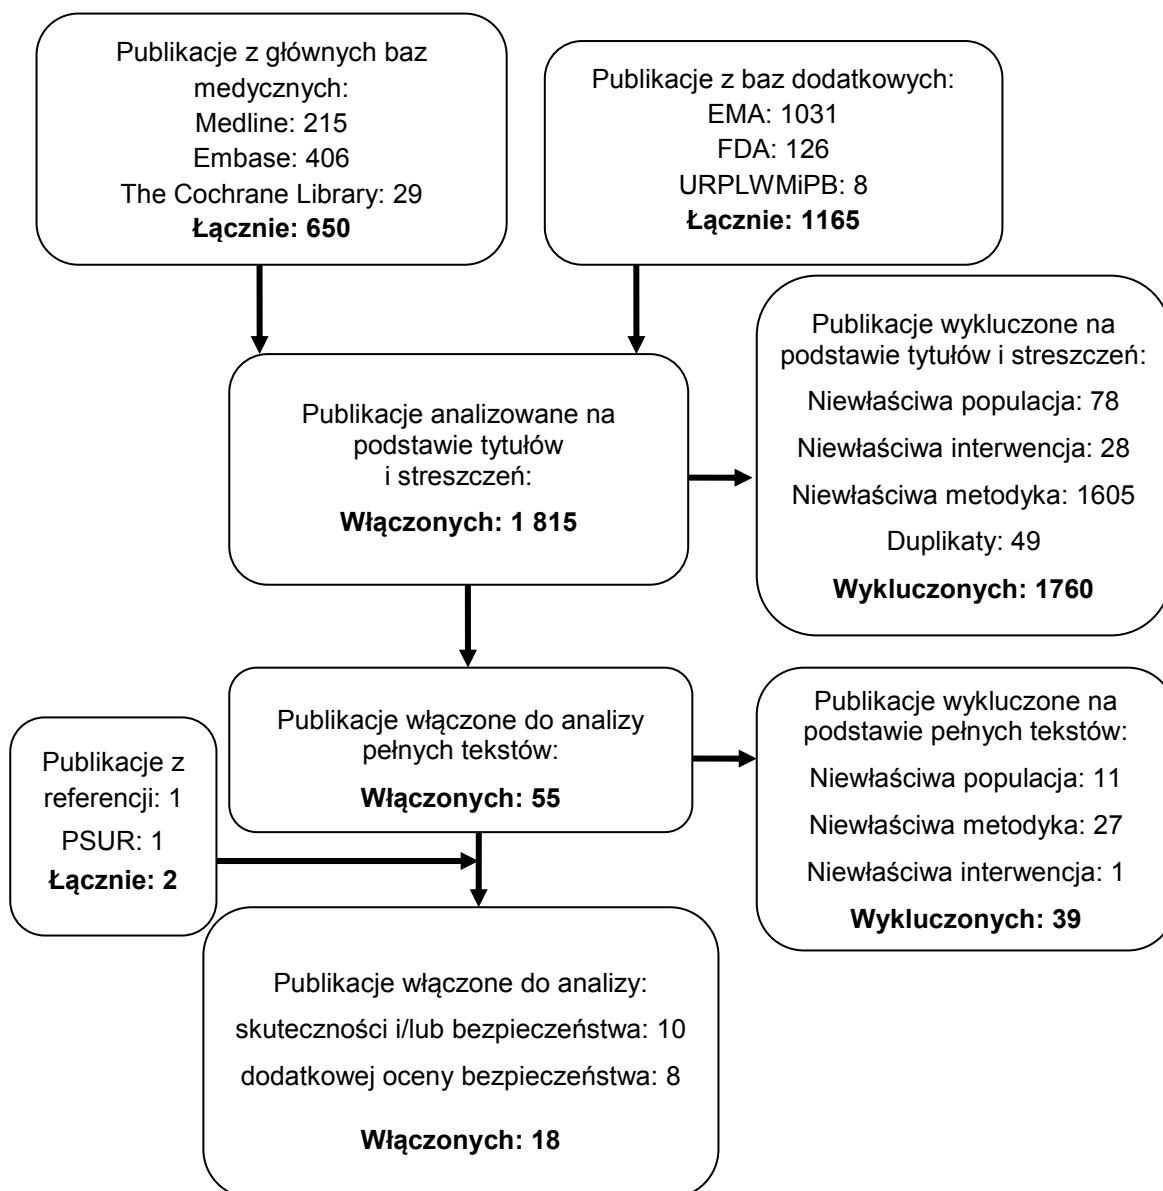 Publikacje z głównych baz
medycznych:
Medline: 215
Embase: 406
The Cochrane Library: 29
Łącznie: 650
Publikacje z baz dodatkowych:
EMA: 1031
FDA: 126
URPLWMiPB: 8
Łącznie: 1165
Publikacje analizowane na
podstawie tytułów
i streszczeń:
Włączonych: 1 815
Publikacje wykluczone na
podstawie tytułów i streszczeń:
Niewłaściwa populacja: 78
Niewłaściwa interwencja: 28
Niewłaściwa metodyka: 1605
Duplikaty: 49
Wykluczonych: 1760
Publikacje włączone do analizy
pełnych tekstów:
Włączonych: 55
Publikacje wykluczone na
podstawie pełnych tekstów:
Niewłaściwa populacja: 11
Niewłaściwa metodyka: 27
Niewłaściwa interwencja: 1
Wykluczonych: 39
Publikacje z
referencji: 1
PSUR: 1
Łącznie: 2
Publikacje włączone do analizy:
skuteczności i/lub bezpieczeństwa: 10
dodatkowej oceny bezpieczeństwa: 8
Włączonych: 18